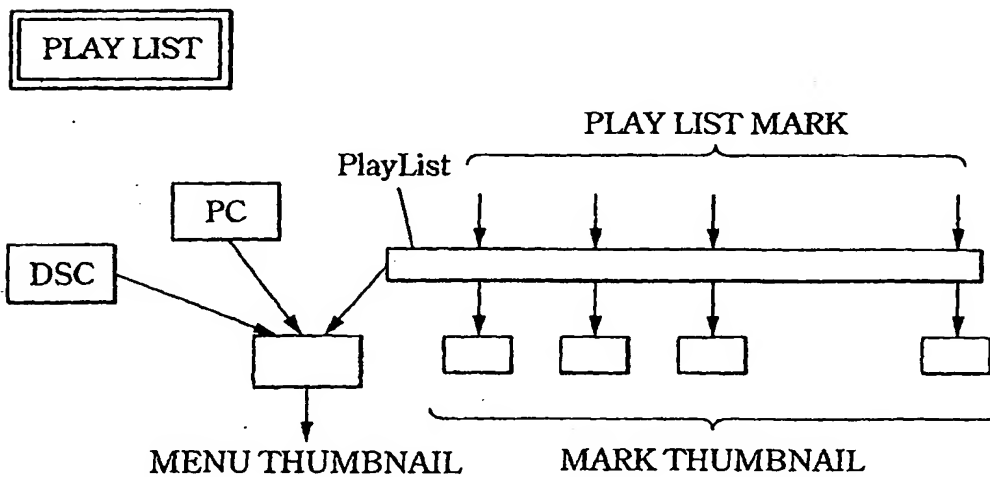 PLAY LIST
PLAY LIST MARK
PlayList
PC
DSC
MENU THUMBNAIL
MARK THUMBNAIL